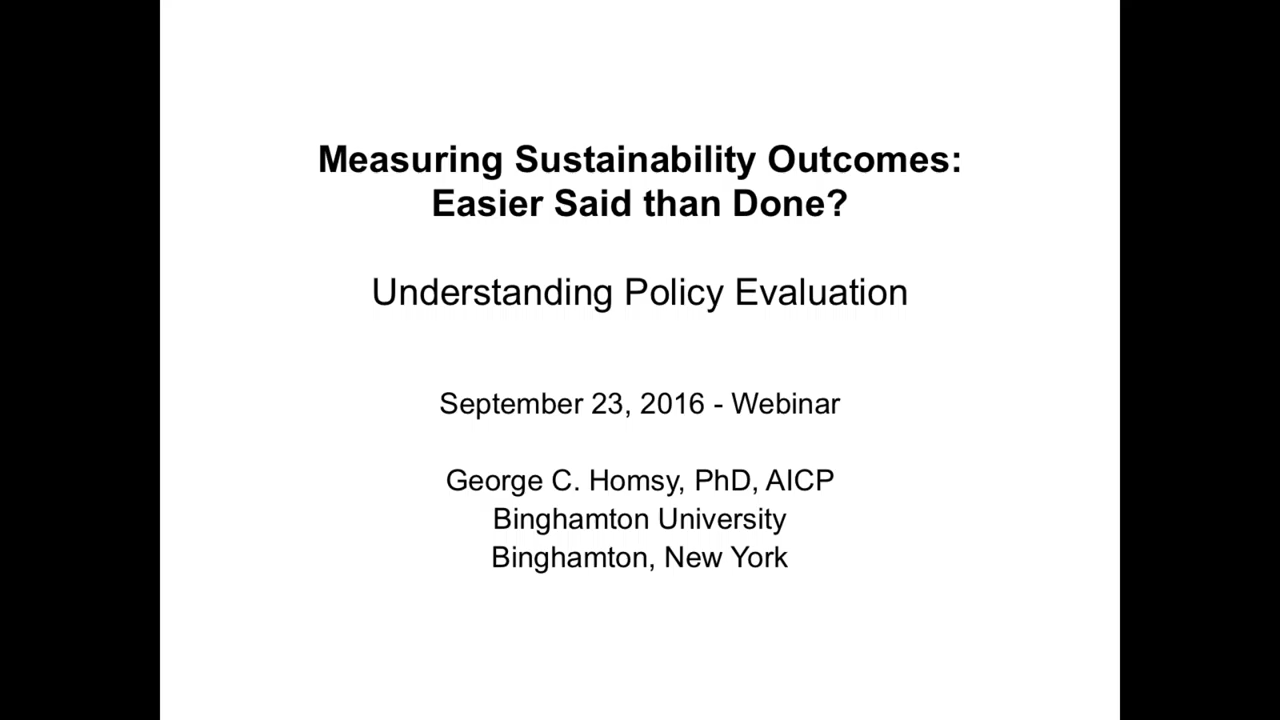 Measuring Sustainability Outcomes:
Easier Said than Done?
Understanding Policy Evaluation
September 23, 2016 - Webinar
George C. Homsy, PhD, AICP
Binghamton University
Binghamton, New York